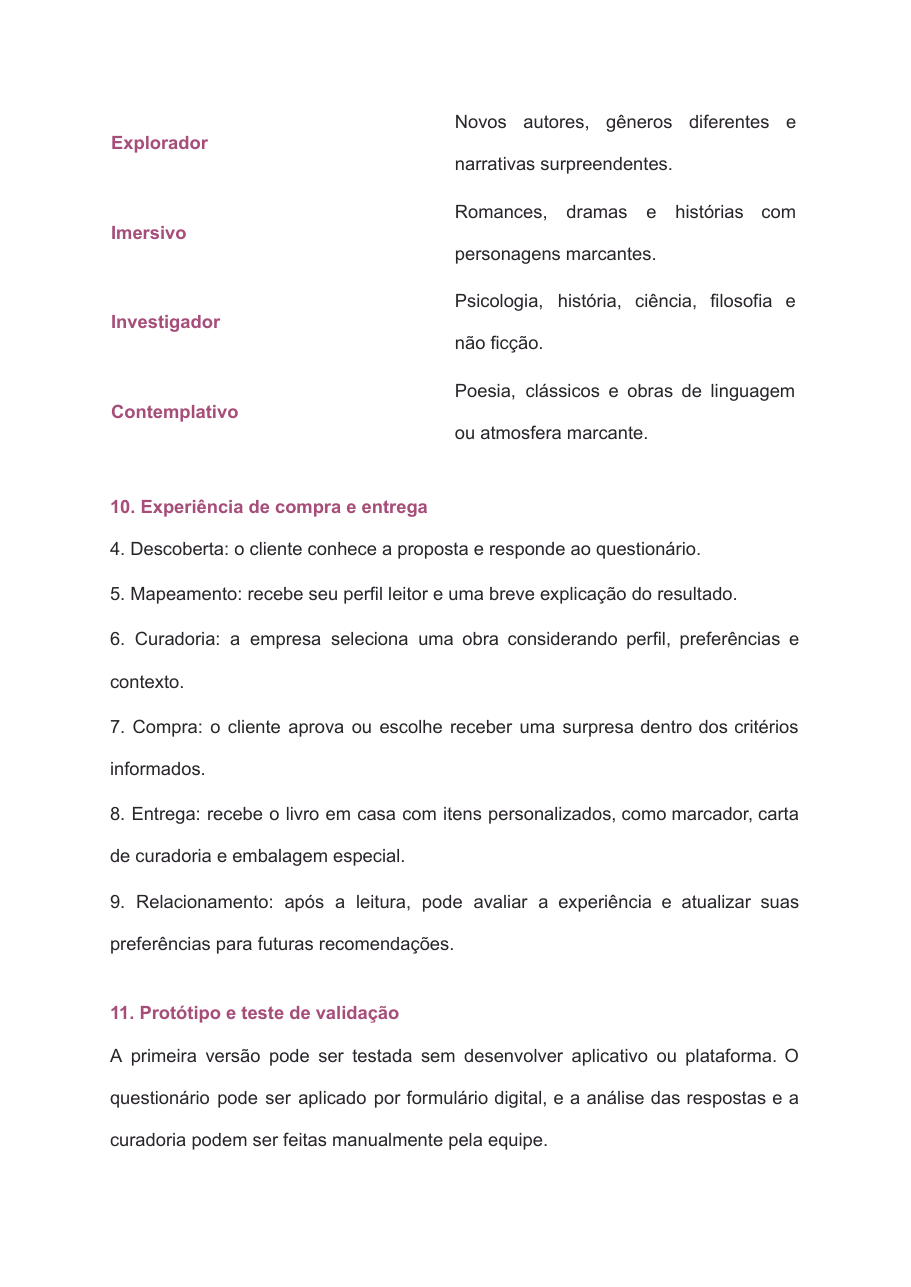 Explorador
Novos autores, gêneros diferentes e
narrativas surpreendentes.
Imersivo
Romances, dramas e histórias com
personagens marcantes.
Investigador
Psicologia, história, ciência, filosofia e
não ficção.
Contemplativo
Poesia, clássicos e obras de linguagem
ou atmosfera marcante.
10. Experiência de compra e entrega
4. Descoberta: o cliente conhece a proposta e responde ao questionário.
5. Mapeamento: recebe seu perfil leitor e uma breve explicação do resultado.
6. Curadoria: a empresa seleciona uma obra considerando perfil, preferências e
contexto.
7. Compra: o cliente aprova ou escolhe receber uma surpresa dentro dos critérios
informados.
8. Entrega: recebe o livro em casa com itens personalizados, como marcador, carta
de curadoria e embalagem especial.
9. Relacionamento: após a leitura, pode avaliar a experiência e atualizar suas
preferências para futuras recomendações.
11. Protótipo e teste de validação
A primeira versão pode ser testada sem desenvolver aplicativo ou plataforma. O
questionário pode ser aplicado por formulário digital, e a análise das respostas e a
curadoria podem ser feitas manualmente pela equipe.